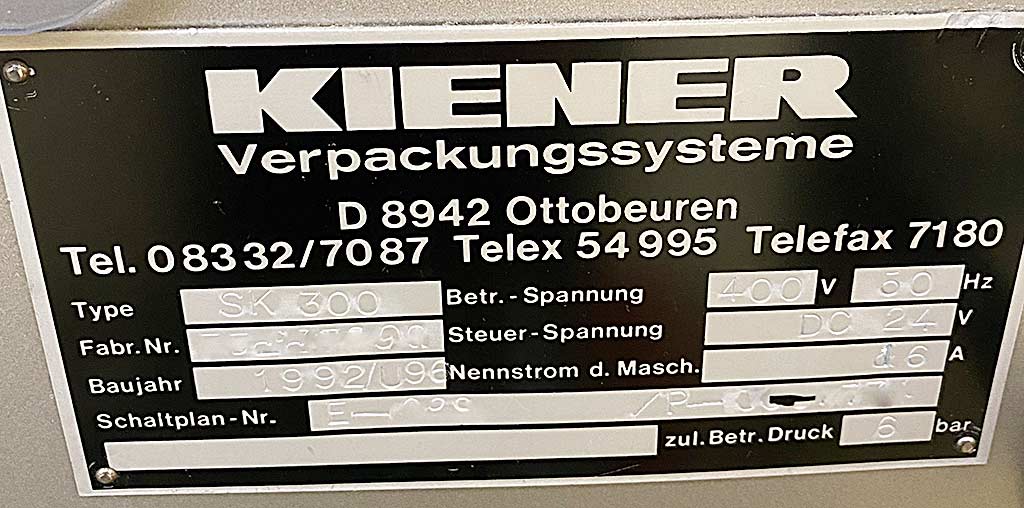 KIENER
Verpackungssysteme
D 8942 Ottobeuren
Tel. 08332/7087 Telex 54995 Telefax 7180
Type SK 300 Betr.-Spannung 400 V 50 Hz
Fabr. Nr. Steuer-Spannung DC 24 V
Baujahr 1992/U96 Nennstrom d. Masch. A
Schaltplan-Nr.
zul. Betr. Druck 6 bar